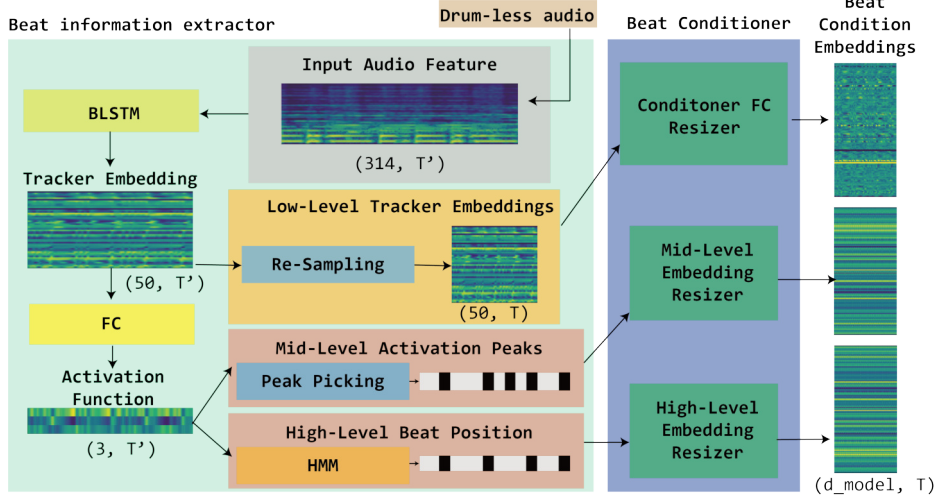 Beat information extractor
Drum-less audio
Beat Conditioner
Beat
Condition
Embeddings
Input Audio Feature
(314, T’)
BLSTM
Tracker Embedding
(50, T’)
FC
Activation
Function
(3, T’)
Low-Level Tracker Embeddings
Re-Sampling
(50, T)
Mid-Level Activation Peaks
Peak Picking
High-Level Beat Position
HMM
Conditoner FC
Resizer
Mid-Level
Embedding
Resizer
High-Level
Embedding
Resizer
(d_model, T)